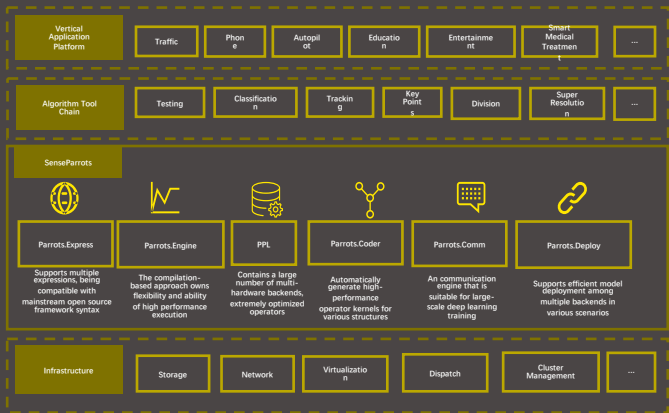 Vertical
Application
Platform
Traffic
Phon
e
Autopil
ot
Educatio
n
Entertainme
nt
Smart
Medical
Treatmen
t
...
Algorithm Tool
Chain
Testing
Classificatio
n
Trackin
g
Key
Point
s
Division
Super
Resolutio
n
...
SenseParrots
Parrots.Express
Parrots.Engine
PPL
Parrots.Coder
Parrots.Comm
Parrots.Deploy
Supports multiple
expressions, being
compatible with
mainstream open source
framework syntax
The compilation-
based approach owns
flexibility and ability
of high performance
execution
Contains a large
number of multi-
hardware backends,
extremely optimized
operators
Automatically
generate high-
performance
operator kernels for
various structures
An communication
engine that is
suitable for large-
scale deep learning
training
Supports efficient model
deployment among
multiple backends in
various scenarios
Infrastructure
Storage
Network
Virtualizatio
n
Dispatch
Cluster
Management
...